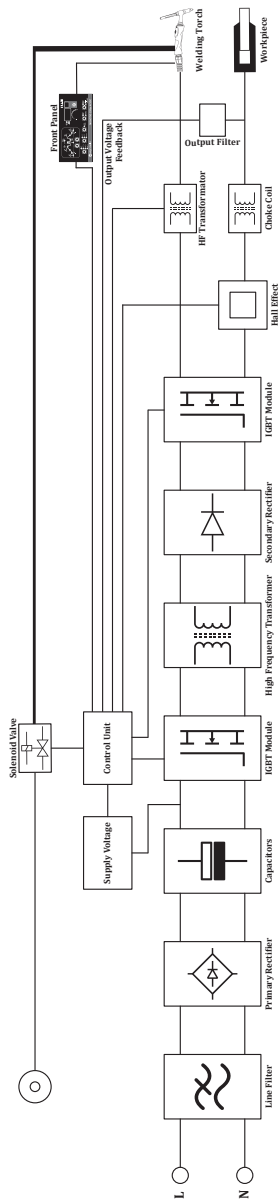 L
N
Line Filter
Primary Rectifier
Capacitors
IGBT Module
High Frequency Transformer
Secondary Rectifier
IGBT Module
Hall Effect
HF Transformator
Choke Coil
Output Filter
Welding Torch
Workpiece
Supply Voltage
Control Unit
Output Voltage
Feedback
Front Panel
Solenoid Valve